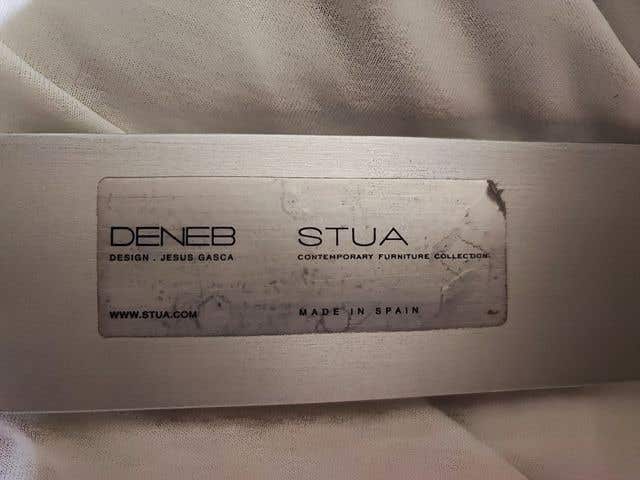 DENEB
DESIGN . JESUS GASCA
WWW.STUA.COM
STUA
CONTEMPORARY FURNITURE COLLECTION
MADE IN SPAIN